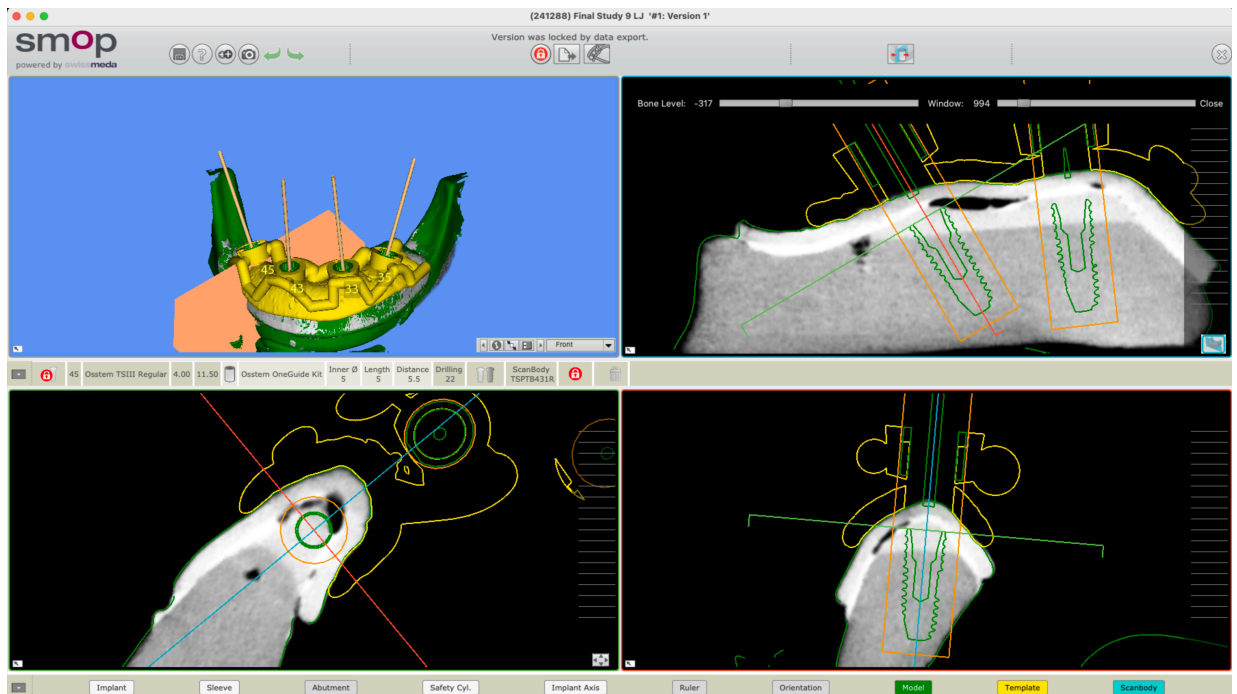 (241288) Final Study 9 LJ '#1: Version 1'
smop
powered by swissmeda
Version was locked by data export.
Bone Level: -317 Window: 994 Close
45
43
33
35
Front
45 Osstem TSIII Regular 4.00 11.50 Osstem OneGuide Kit Inner Ø 5 Length 5 Distance 5.5 Drilling 22 ScanBody TSPTB431R
Implant Sleeve Abutment Safety Cyl. Implant Axis Ruler Orientation Model Template Scanbody